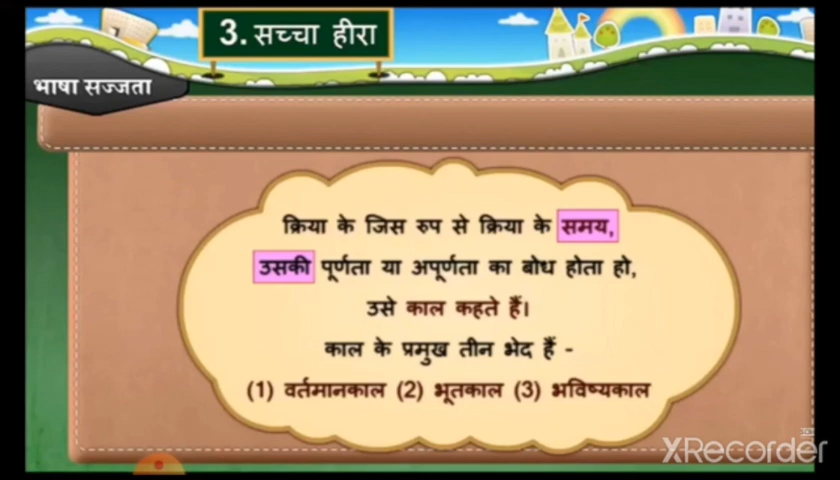 3. सच्चा हीरा
भाषा सज्जता
क्रिया के जिस रुप से क्रिया के समय,
उसकी पूर्णता या अपूर्णता का बोध होता हो,
उसे काल कहते हैं।
काल के प्रमुख तीन भेद हैं -
(1) वर्तमानकाल (2) भूतकाल (3) भविष्यकाल
XRecorder